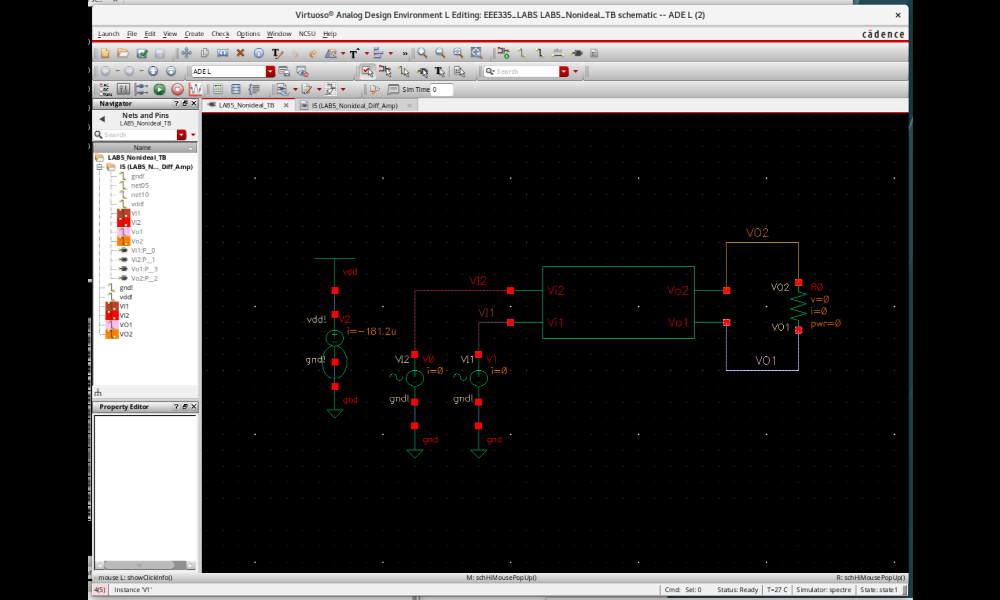 Virtuoso® Analog Design Environment L Editing: EEE335_LABS LAB5_Nonideal_TB schematic -- ADE L (2)
Launch File Edit View Create Check Options Window NCSU Help
cādence
ADE L
Search
Sim Time 0
Navigator
LAB5_Nonideal_TB
I5 (LAB5_Nonideal_Diff_Amp)
Nets and Pins
LAB5_Nonideal_TB
Search
Name
LAB5_Nonideal_TB
I5 (LAB5_N..._Diff_Amp)
gnd!
net05
net10
vdd!
Vi1
Vi2
Vo1
Vo2
Vi1:P__0
Vi2:P__1
Vo1:P__3
Vo2:P__2
gnd!
vdd!
VI1
VI2
VO1
VO2
Property Editor
VO2
vdd
VI2
Vi2
Vo2
VO2
R0
v=0
i=0
pwr=0
vdd!
V2
i=-181.2u
VI1
Vi1
Vo1
VO1
gnd!
VI2
V0
i=0
VI1
V1
i=0
VO1
gnd
gnd!
gnd!
gnd
gnd
mouse L: showClickInfo()
M: schHiMousePopUp()
R: schHiMousePopUp()
4(5)
Instance 'V1'
Cmd: Sel: 0
Status: Ready
T=27 C
Simulator: spectre
State: state1